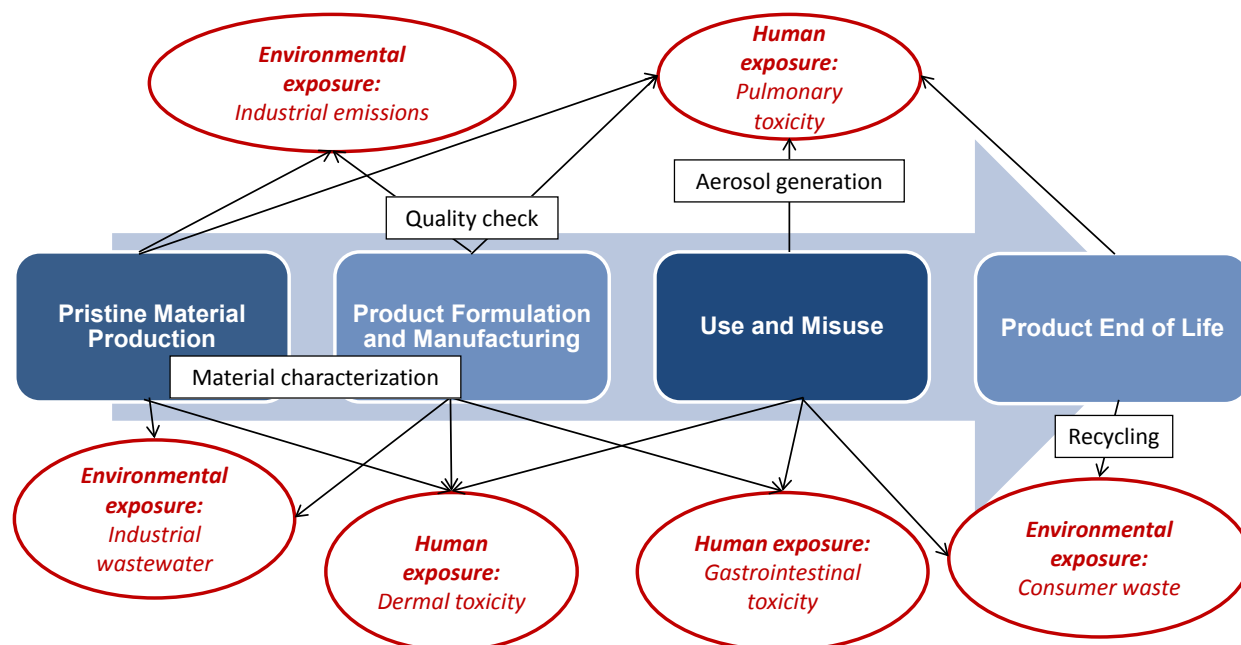 Environmental
exposure:
Industrial emissions
Human
exposure:
Pulmonary
toxicity
Aerosol generation
Quality check
Pristine Material
Production
Product Formulation
and Manufacturing
Use and Misuse
Product End of Life
Material characterization
Recycling
Environmental
exposure:
Industrial
wastewater
Human
exposure:
Dermal toxicity
Human exposure:
Gastrointestinal
toxicity
Environmental
exposure:
Consumer waste